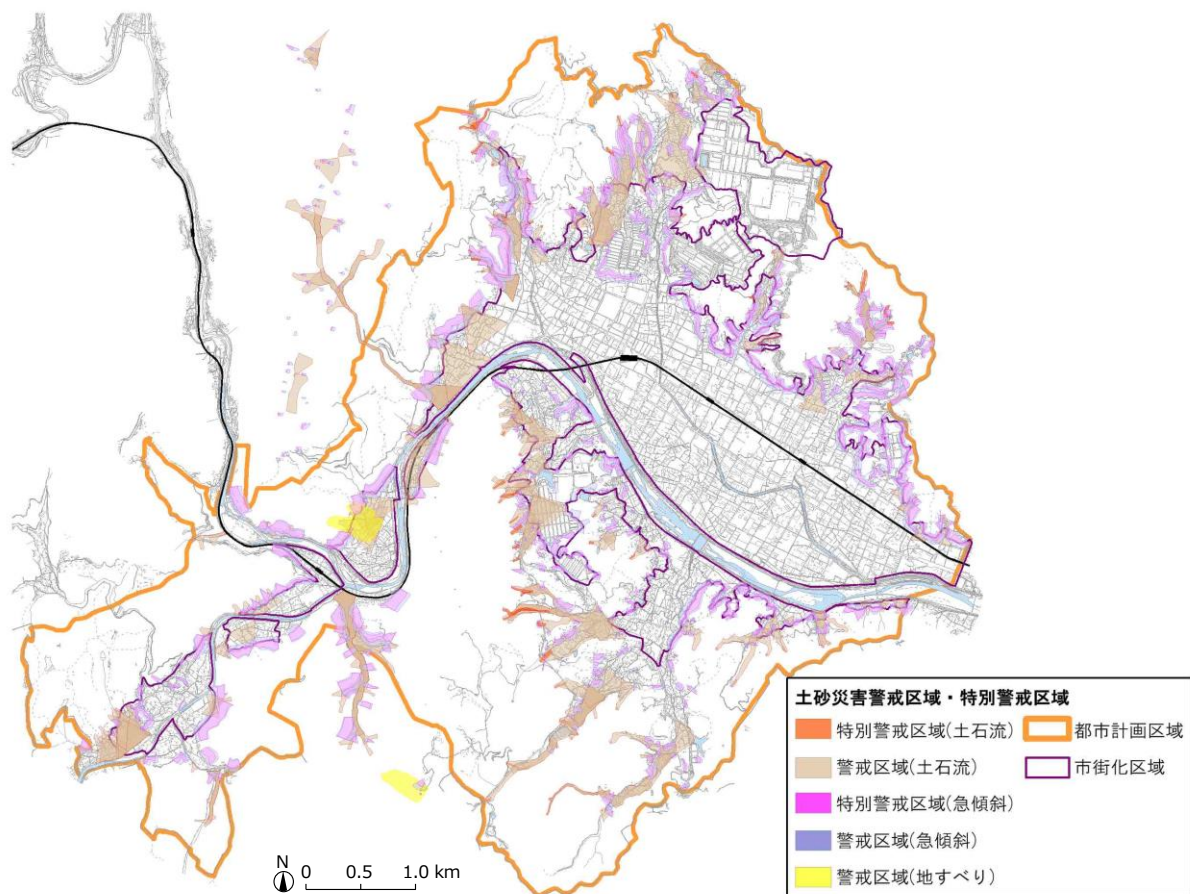 N
0 0.5 1.0 km
土砂災害警戒区域・特別警戒区域
特別警戒区域(土石流)
警戒区域(土石流)
特別警戒区域(急傾斜)
警戒区域(急傾斜)
警戒区域(地すべり)
都市計画区域
市街化区域